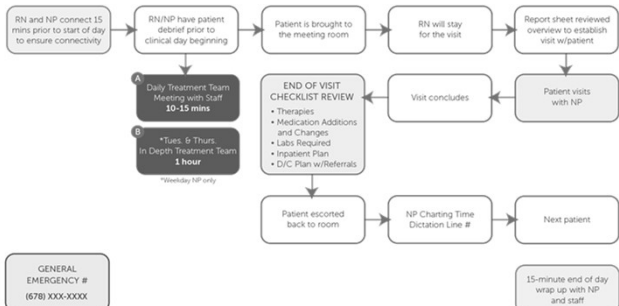 RN and NP connect 15
mins prior to start of day
to ensure connectivity
RN/NP have patient
debrief prior to
clinical day beginning
Patient is brought to
the meeting room
RN will stay
for the visit
Report sheet reviewed
overview to establish
visit w/patient
A
Daily Treatment Team
Meeting with Staff
10-15 mins
B
*Tues. & Thurs.
In Depth Treatment Team
1 hour
*Weekday NP only
END OF VISIT
CHECKLIST REVIEW
• Therapies
• Medication Additions
and Changes
• Labs Required
• Inpatient Plan
• D/C Plan w/Referrals
Visit concludes
Patient visits
with NP
Patient escorted
back to room
NP Charting Time
Dictation Line #
Next patient
GENERAL
EMERGENCY #
(678) XXX-XXXX
15-minute end of day
wrap up with NP
and staff